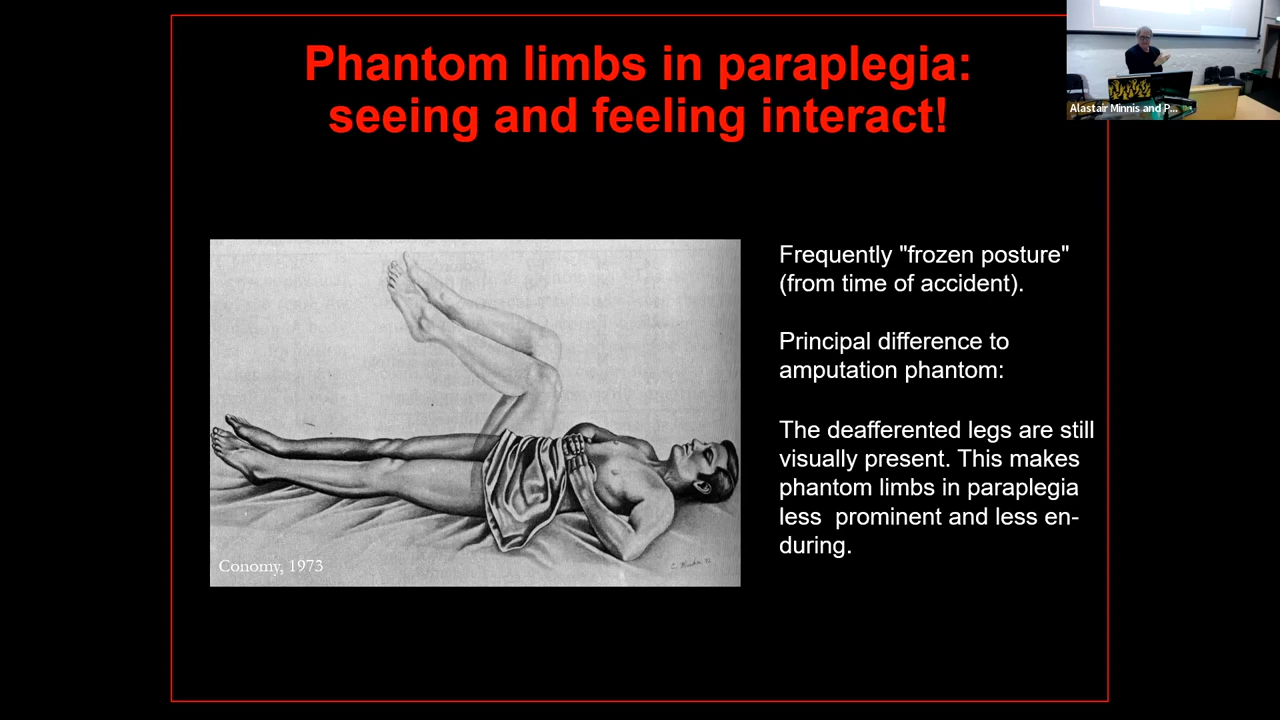 Phantom limbs in paraplegia:
seeing and feeling interact!
Alastair Minnis and P...
Frequently "frozen posture"
(from time of accident).
Principal difference to
amputation phantom:
The deafferented legs are still
visually present. This makes
phantom limbs in paraplegia
less  prominent and less en-
during.
Conomy, 1973